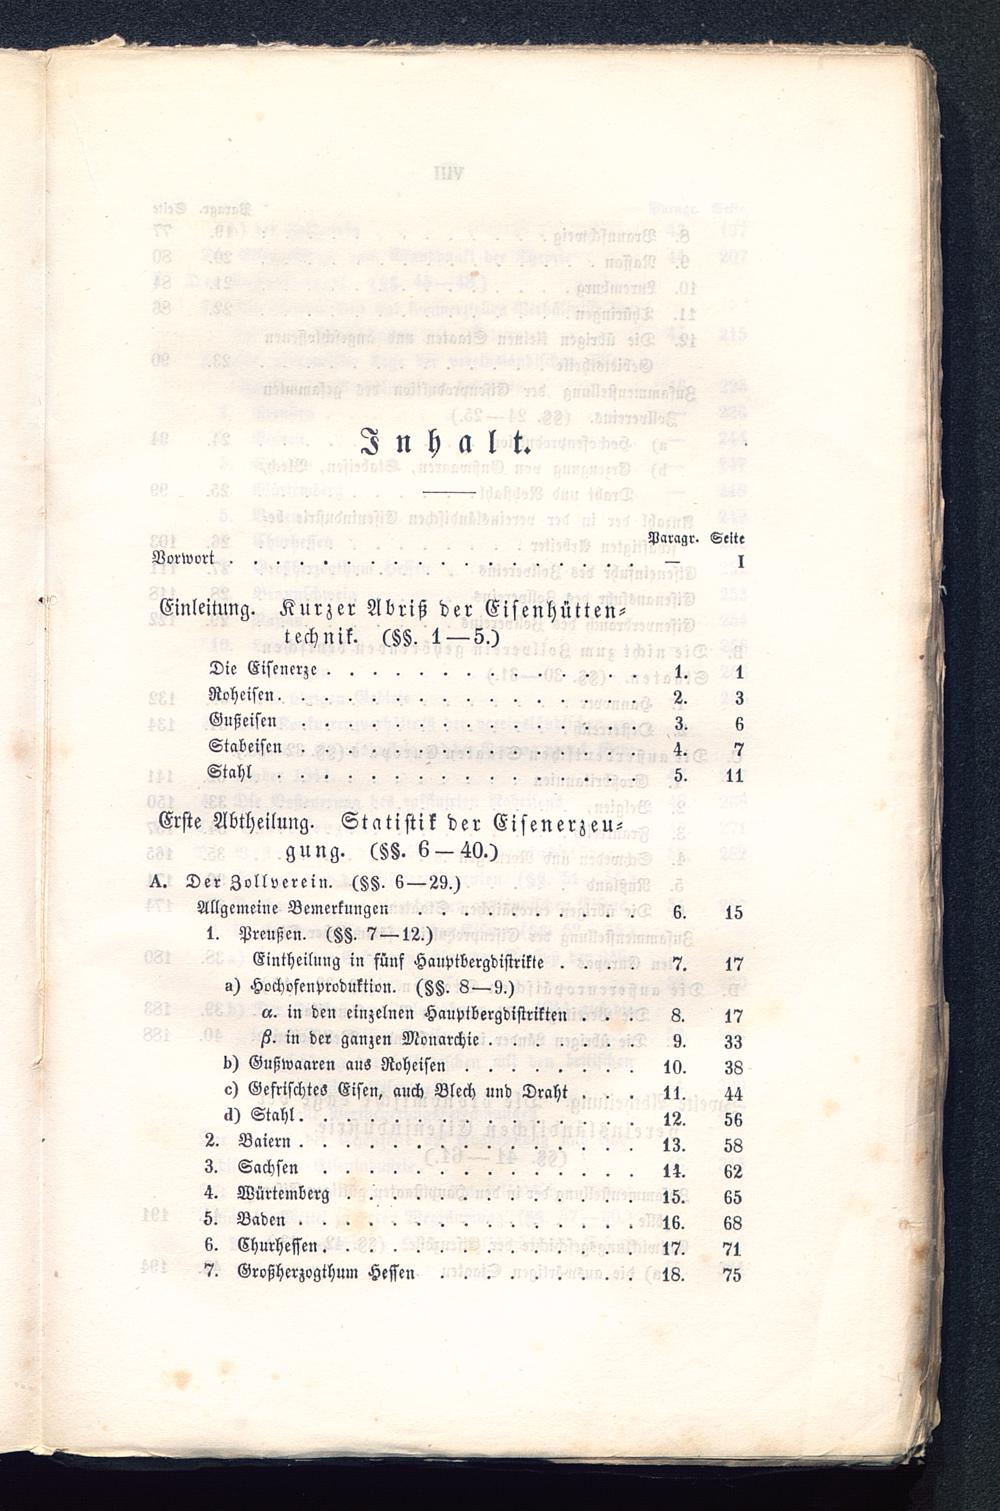 Inhalt.
Paragr. Seite
Vorwort . . . . . . . . . . . . . . . . . . — I
Einleitung. Kurzer Abriß der Eisenhütten-
technik. (§§. 1—5.)
Die Eisenerze . . . . . . . . . . . . . . 1. 1
Roheisen . . . . . . . . . . . . . . . . 2. 3
Gußeisen . . . . . . . . . . . . . . . 3. 6
Stabeisen . . . . . . . . . . . . . . . 4. 7
Stahl . . . . . . . . . . . . . . . 5. 11
Erste Abtheilung. Statistik der Eisenerzeu-
gung. (§§. 6—40.)
A. Der Zollverein. (§§. 6—29.)
Allgemeine Bemerkungen . . . . . . . . . . 6. 15
1. Preußen. (§§. 7—12.)
Eintheilung in fünf Hauptbergdistrikte . . . . 7. 17
a) Hochofenproduktion. (§§. 8—9.)
α. in den einzelnen Hauptbergdistrikten . . . 8. 17
β. in der ganzen Monarchie . . . . . . . 9. 33
b) Gußwaaren aus Roheisen . . . . . . . . 10. 38
c) Gefrischtes Eisen, auch Blech und Draht . . . 11. 44
d) Stahl . . . . . . . . . . . . . . . 12. 56
2. Baiern . . . . . . . . . . . . . . . 13. 58
3. Sachsen . . . . . . . . . . . . . . 14. 62
4. Würtemberg . . . . . . . . . . . . . 15. 65
5. Baden . . . . . . . . . . . . . . . 16. 68
6. Churhessen . . . . . . . . . . . . . . 17. 71
7. Großherzogthum Hessen . . . . . . . . . 18. 75